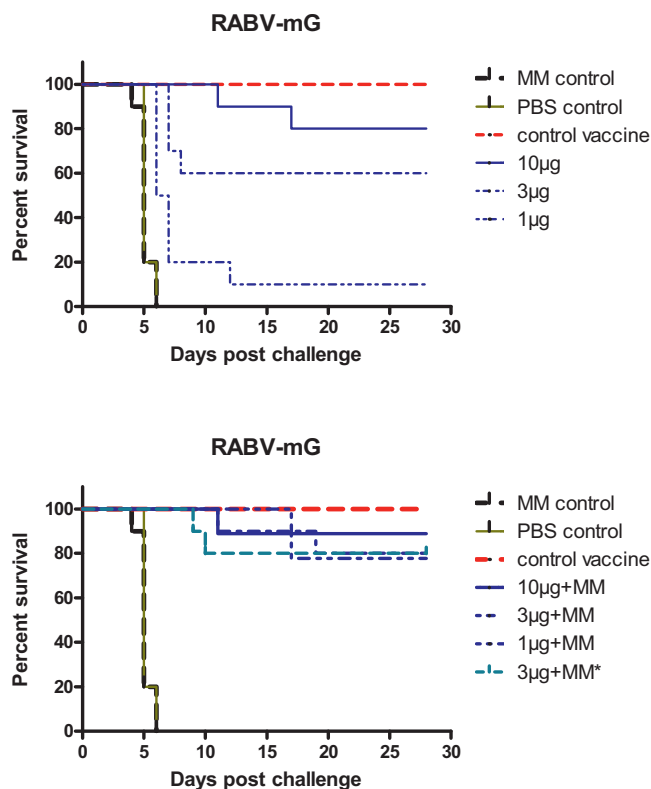 RABV-mG
Percent survival
100
80
60
40
20
0
0 5 10 15 20 25 30
Days post challenge
MM control
PBS control
control vaccine
10µg
3µg
1µg
RABV-mG
Percent survival
100
80
60
40
20
0
0 5 10 15 20 25 30
Days post challenge
MM control
PBS control
control vaccine
10µg+MM
3µg+MM
1µg+MM
3µg+MM*